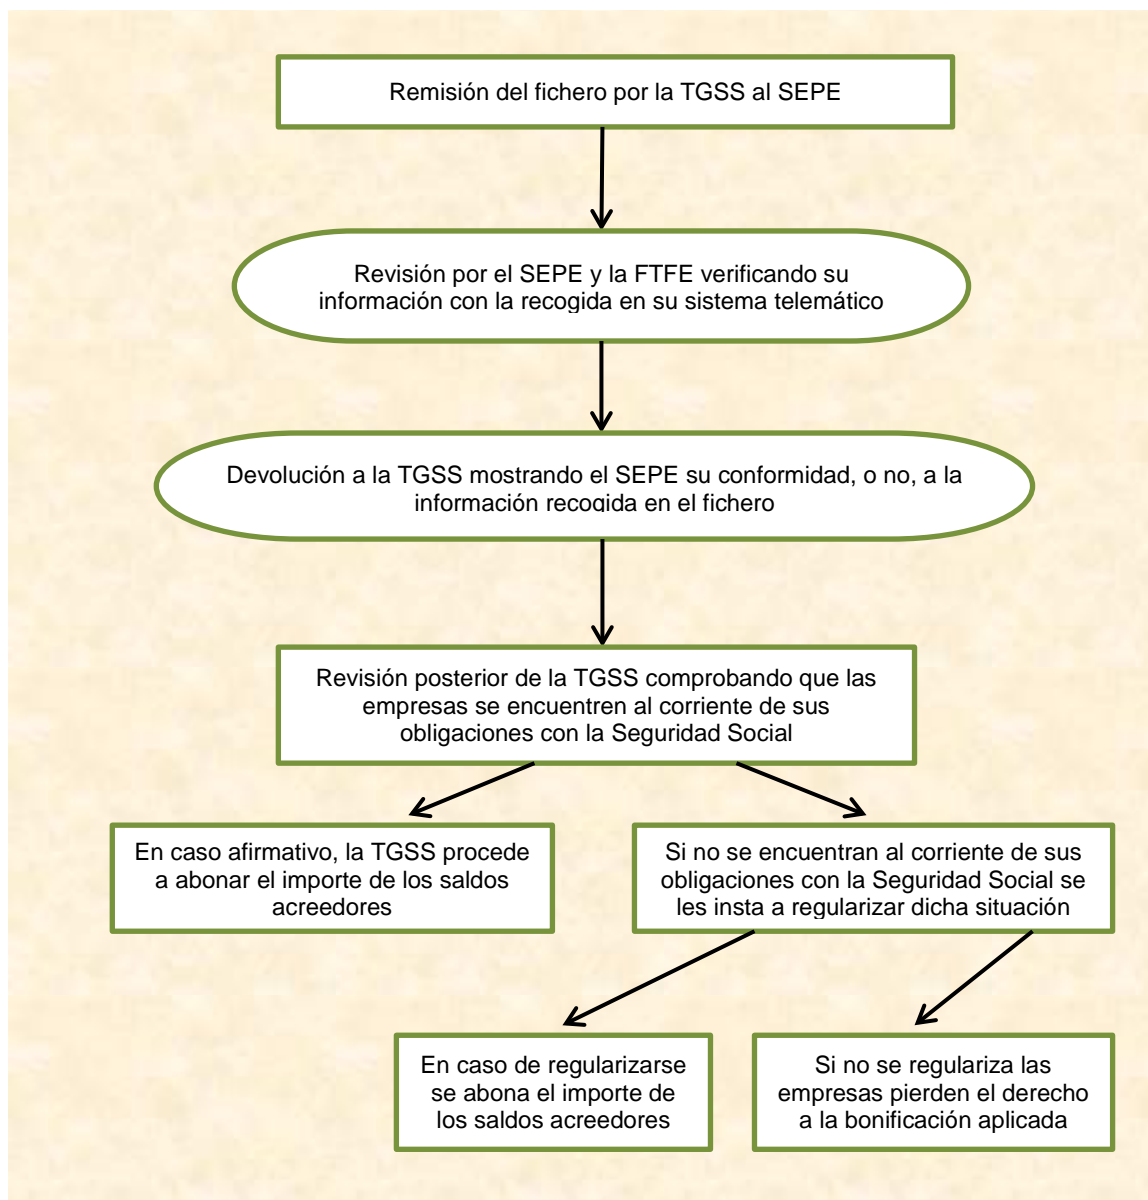 Remisión del fichero por la TGSS al SEPE
Revisión por el SEPE y la FTFE verificando su
información con la recogida en su sistema telemático
Devolución a la TGSS mostrando el SEPE su conformidad, o no, a la
información recogida en el fichero
Revisión posterior de la TGSS comprobando que las
empresas se encuentren al corriente de sus
obligaciones con la Seguridad Social
En caso afirmativo, la TGSS procede
a abonar el importe de los saldos
acreedores
Si no se encuentran al corriente de sus
obligaciones con la Seguridad Social se
les insta a regularizar dicha situación
En caso de regularizarse
se abona el importe de
los saldos acreedores
Si no se regulariza las
empresas pierden el derecho
a la bonificación aplicada